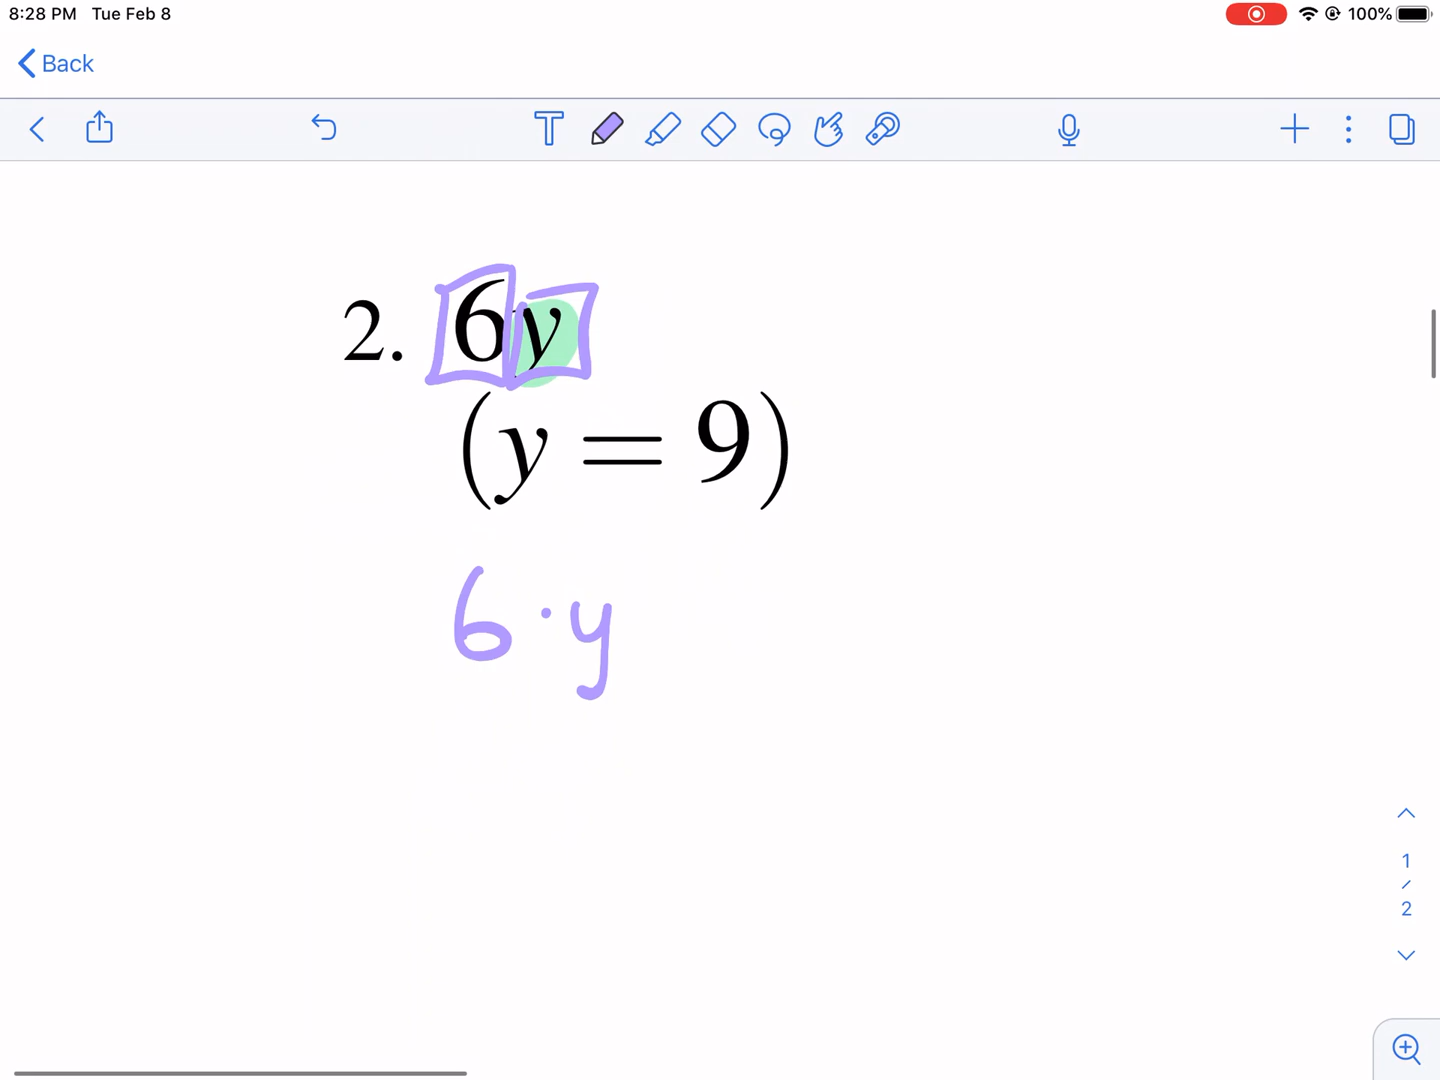 8:28 PM Tue Feb 8 100%
Back
T
2. 6y
(y = 9)
6 · y
1
/
2